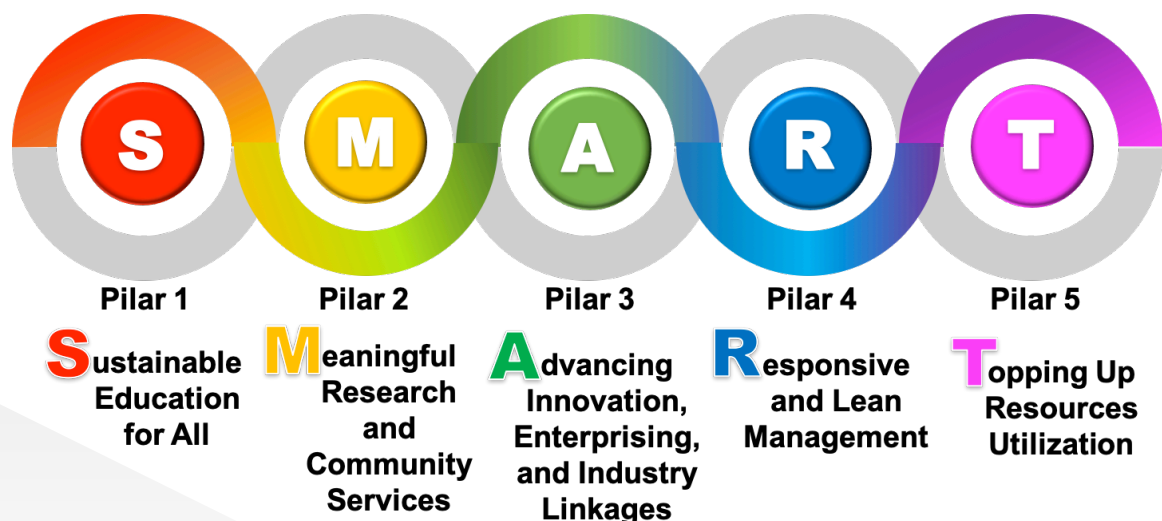 S
M
A
R
T
Pilar 1
Sustainable
Education
for All
Pilar 2
Meaningful
Research
and
Community
Services
Pilar 3
Advancing
Innovation,
Enterprising,
and Industry
Linkages
Pilar 4
Responsive
and Lean
Management
Pilar 5
Topping Up
Resources
Utilization